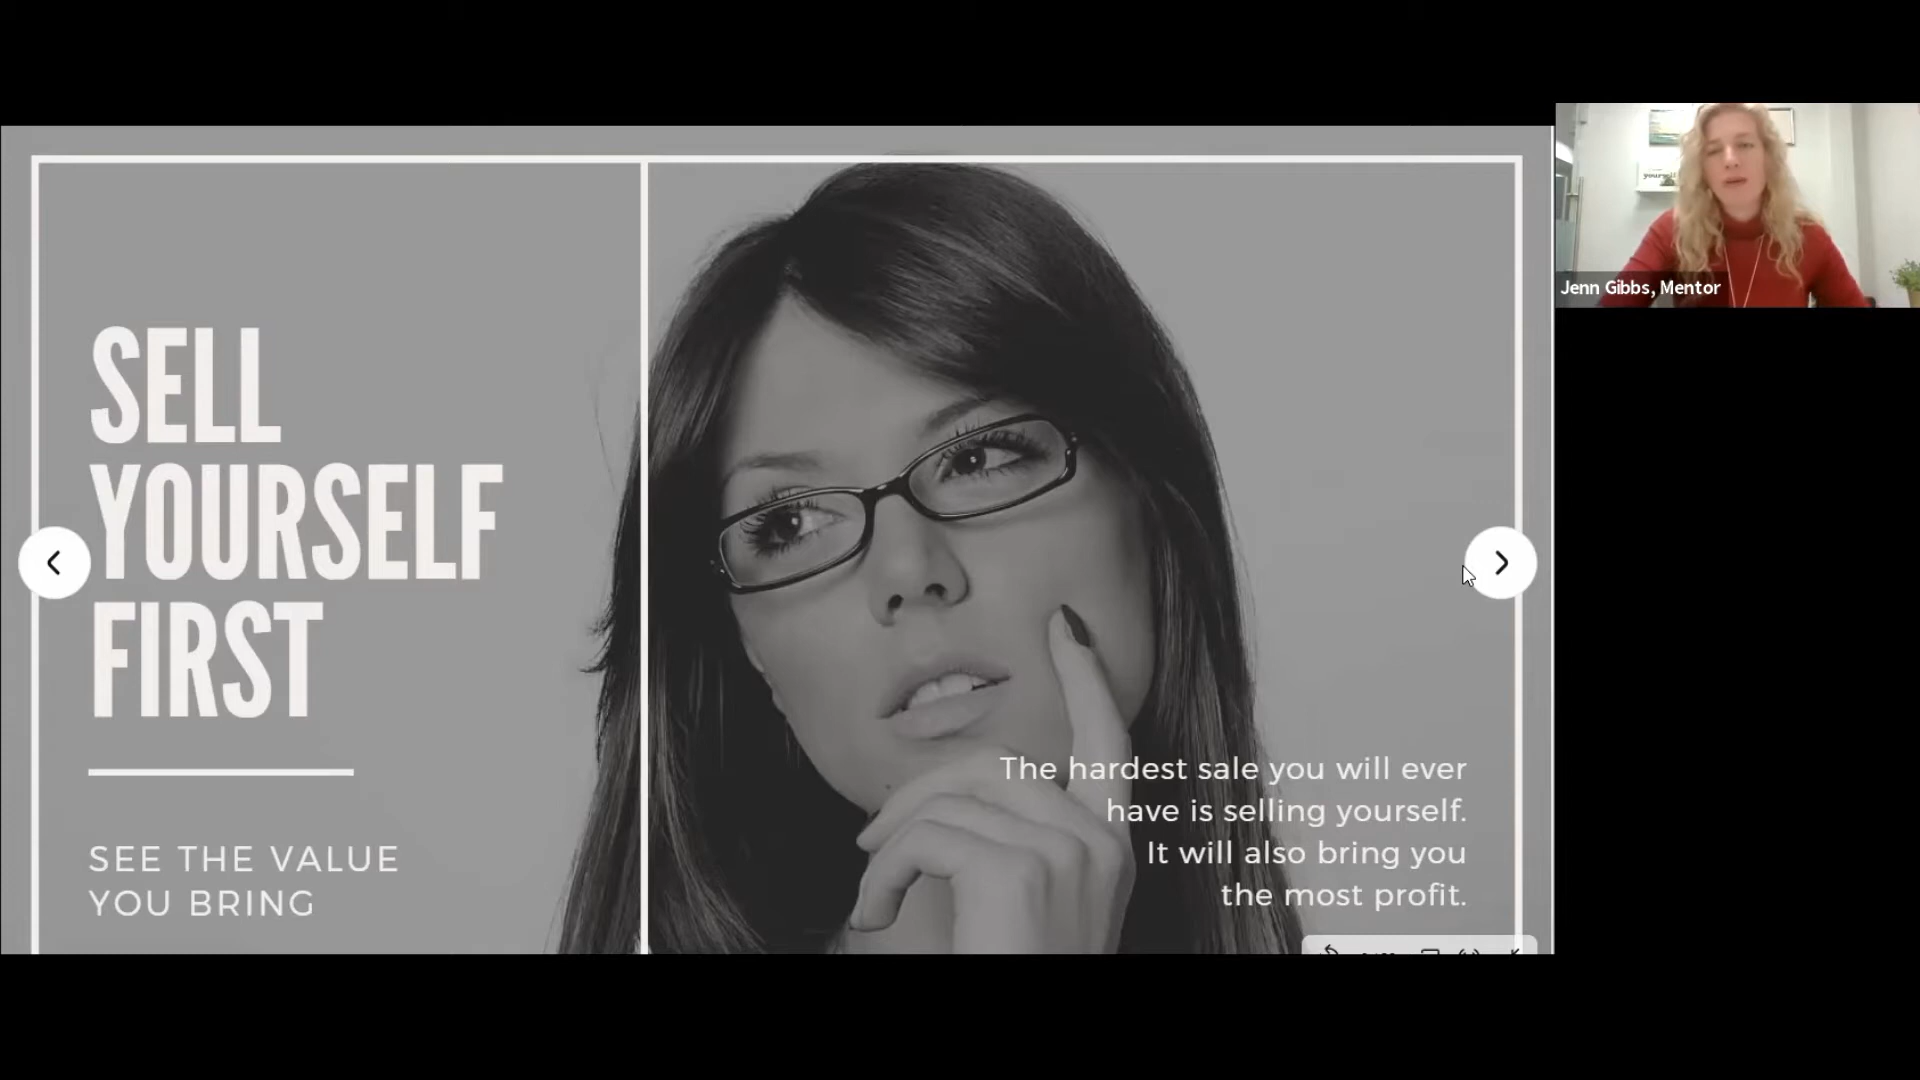 SELL
YOURSELF
FIRST
SEE THE VALUE
YOU BRING
The hardest sale you will ever
have is selling yourself.
It will also bring you
the most profit.
Jenn Gibbs, Mentor